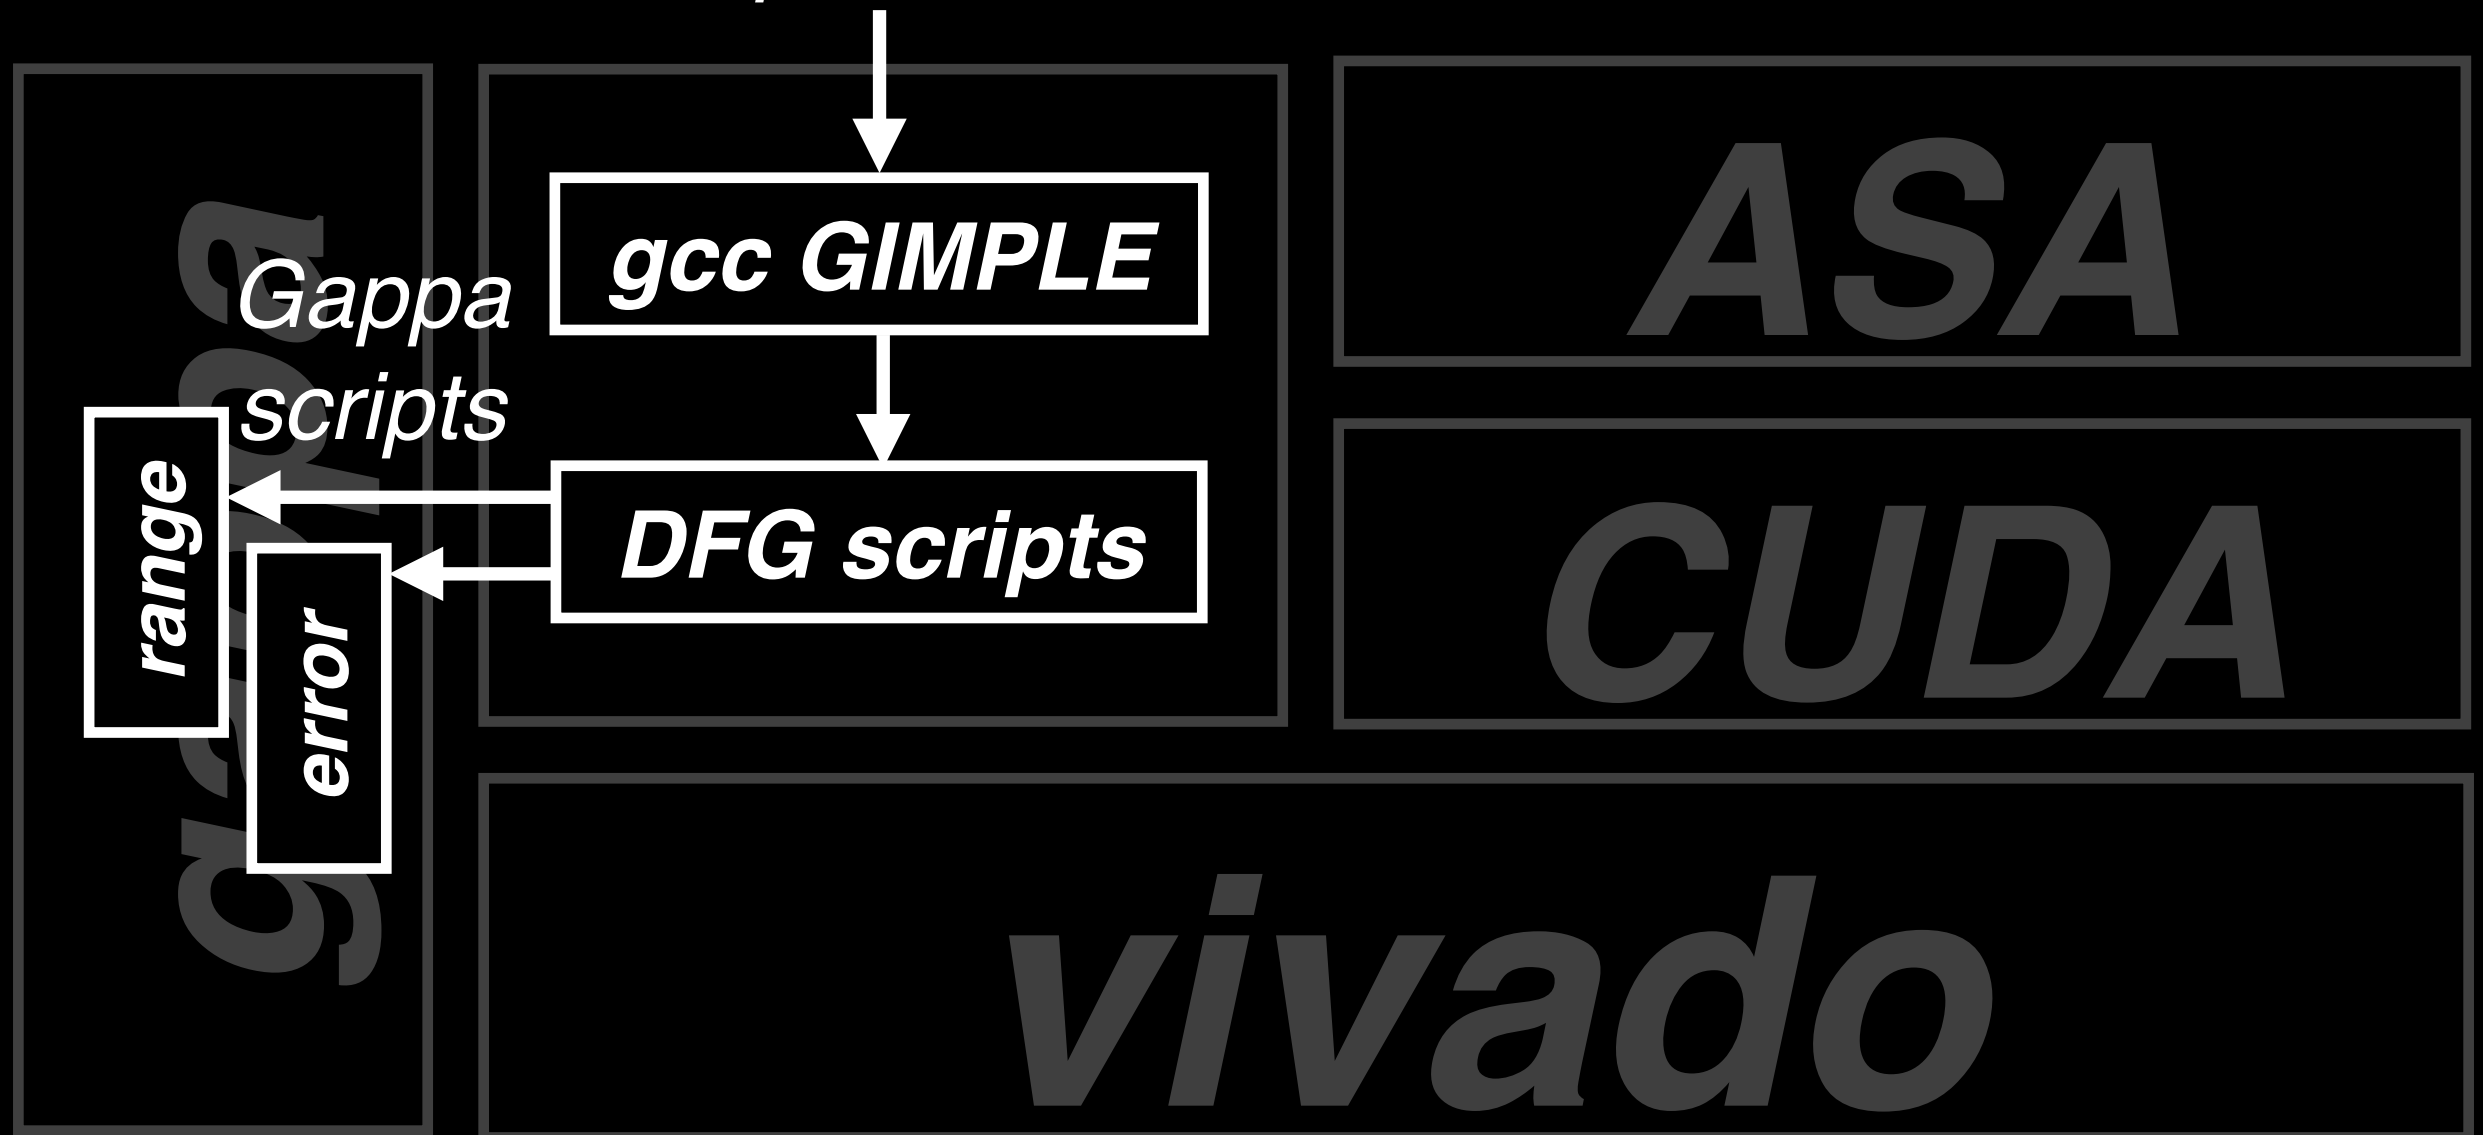 gcc GIMPLE
Gappa
scripts
DFG scripts
range
error
gappa
ASA
CUDA
vivado